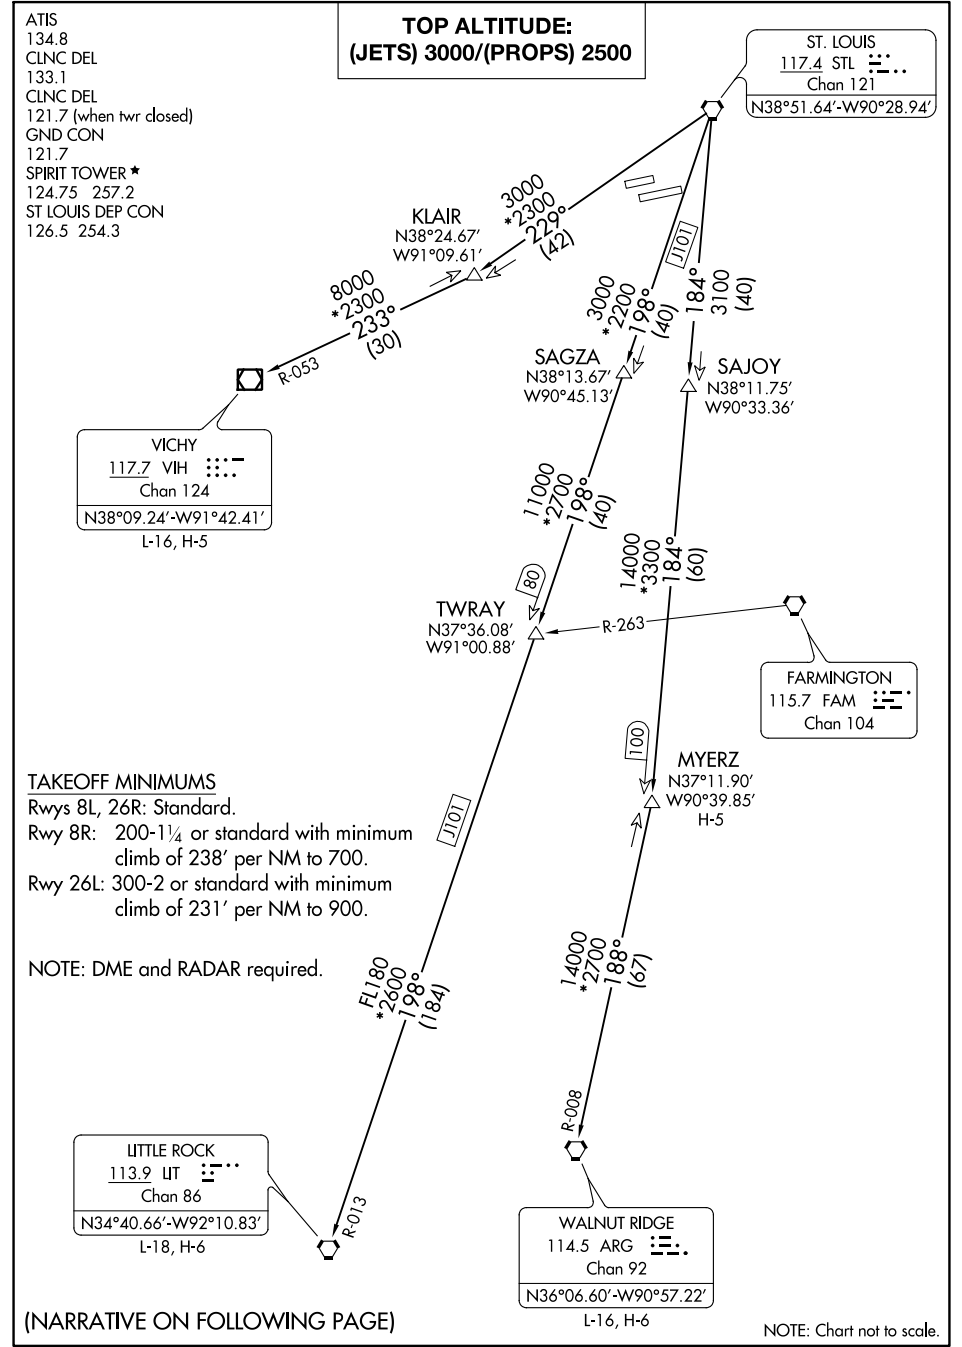 ATIS
134.8
CLNC DEL
133.1
CLNC DEL
121.7 (when twr closed)
GND CON
121.7
SPIRIT TOWER ★
124.75 257.2
ST LOUIS DEP CON
126.5 254.3
TOP ALTITUDE:
(JETS) 3000/(PROPS) 2500
ST. LOUIS
117.4 STL
Chan 121
N38°51.64′-W90°28.94′
KLAIR
N38°24.67′
W91°09.61′
3000
*2300
229°
(42)
8000
*2300
233°
(30)
R-053
VICHY
117.7 VIH
Chan 124
N38°09.24′-W91°42.41′
L-16, H-5
J101
3000
*2200
198°
(40)
184°
3100
(40)
SAGZA
N38°13.67′
W90°45.13′
SAJOY
N38°11.75′
W90°33.36′
11000
*2700
198°
(40)
14000
*3300
184°
(60)
80
TWRAY
N37°36.08′
W91°00.88′
R-263
FARMINGTON
115.7 FAM
Chan 104
100
MYERZ
N37°11.90′
W90°39.85′
H-5
TAKEOFF MINIMUMS
Rwys 8L, 26R: Standard.
Rwy 8R: 200-1¼ or standard with minimum
climb of 238′ per NM to 700.
Rwy 26L: 300-2 or standard with minimum
climb of 231′ per NM to 900.
NOTE: DME and RADAR required.
J101
FL180
*2600
198°
(184)
14000
*2700
188°
(67)
R-008
R-013
LITTLE ROCK
113.9 LIT
Chan 86
N34°40.66′-W92°10.83′
L-18, H-6
WALNUT RIDGE
114.5 ARG
Chan 92
N36°06.60′-W90°57.22′
L-16, H-6
(NARRATIVE ON FOLLOWING PAGE)
NOTE: Chart not to scale.